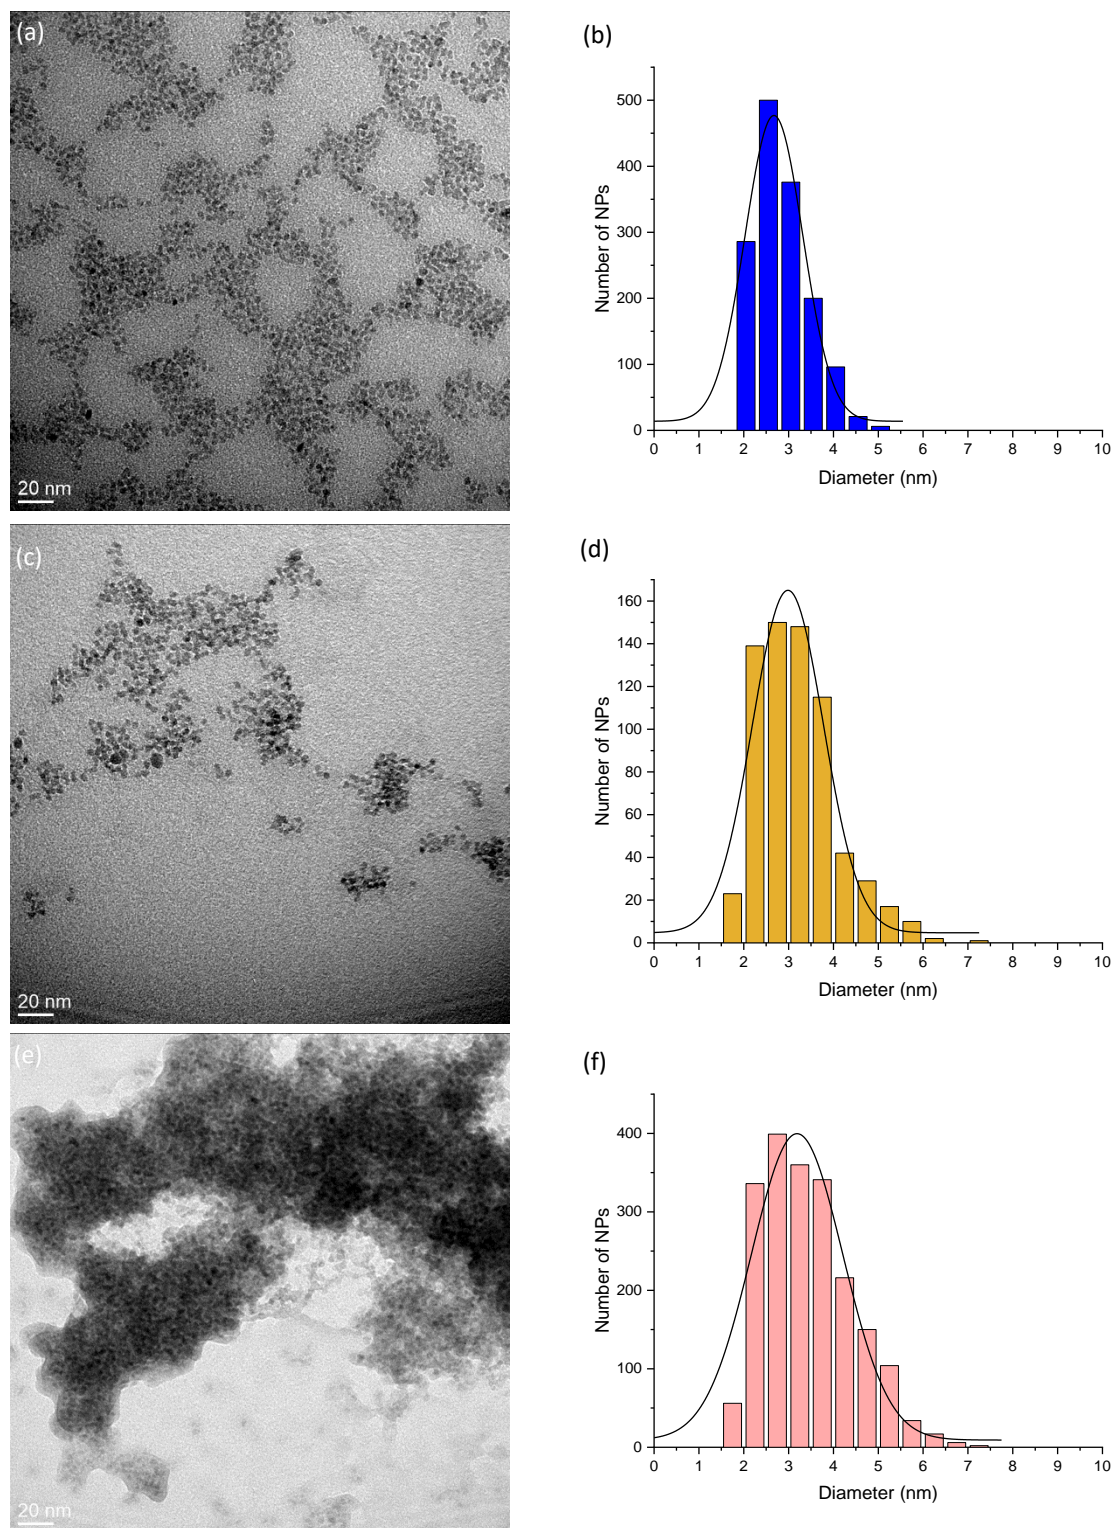 (a)
20 nm
(b)
Number of NPs
500
400
300
200
100
0
0 1 2 3 4 5 6 7 8 9 10
Diameter (nm)
(c)
20 nm
(d)
Number of NPs
160
140
120
100
80
60
40
20
0
0 1 2 3 4 5 6 7 8 9 10
Diameter (nm)
(e)
20 nm
(f)
Number of NPs
400
300
200
100
0
0 1 2 3 4 5 6 7 8 9 10
Diameter (nm)